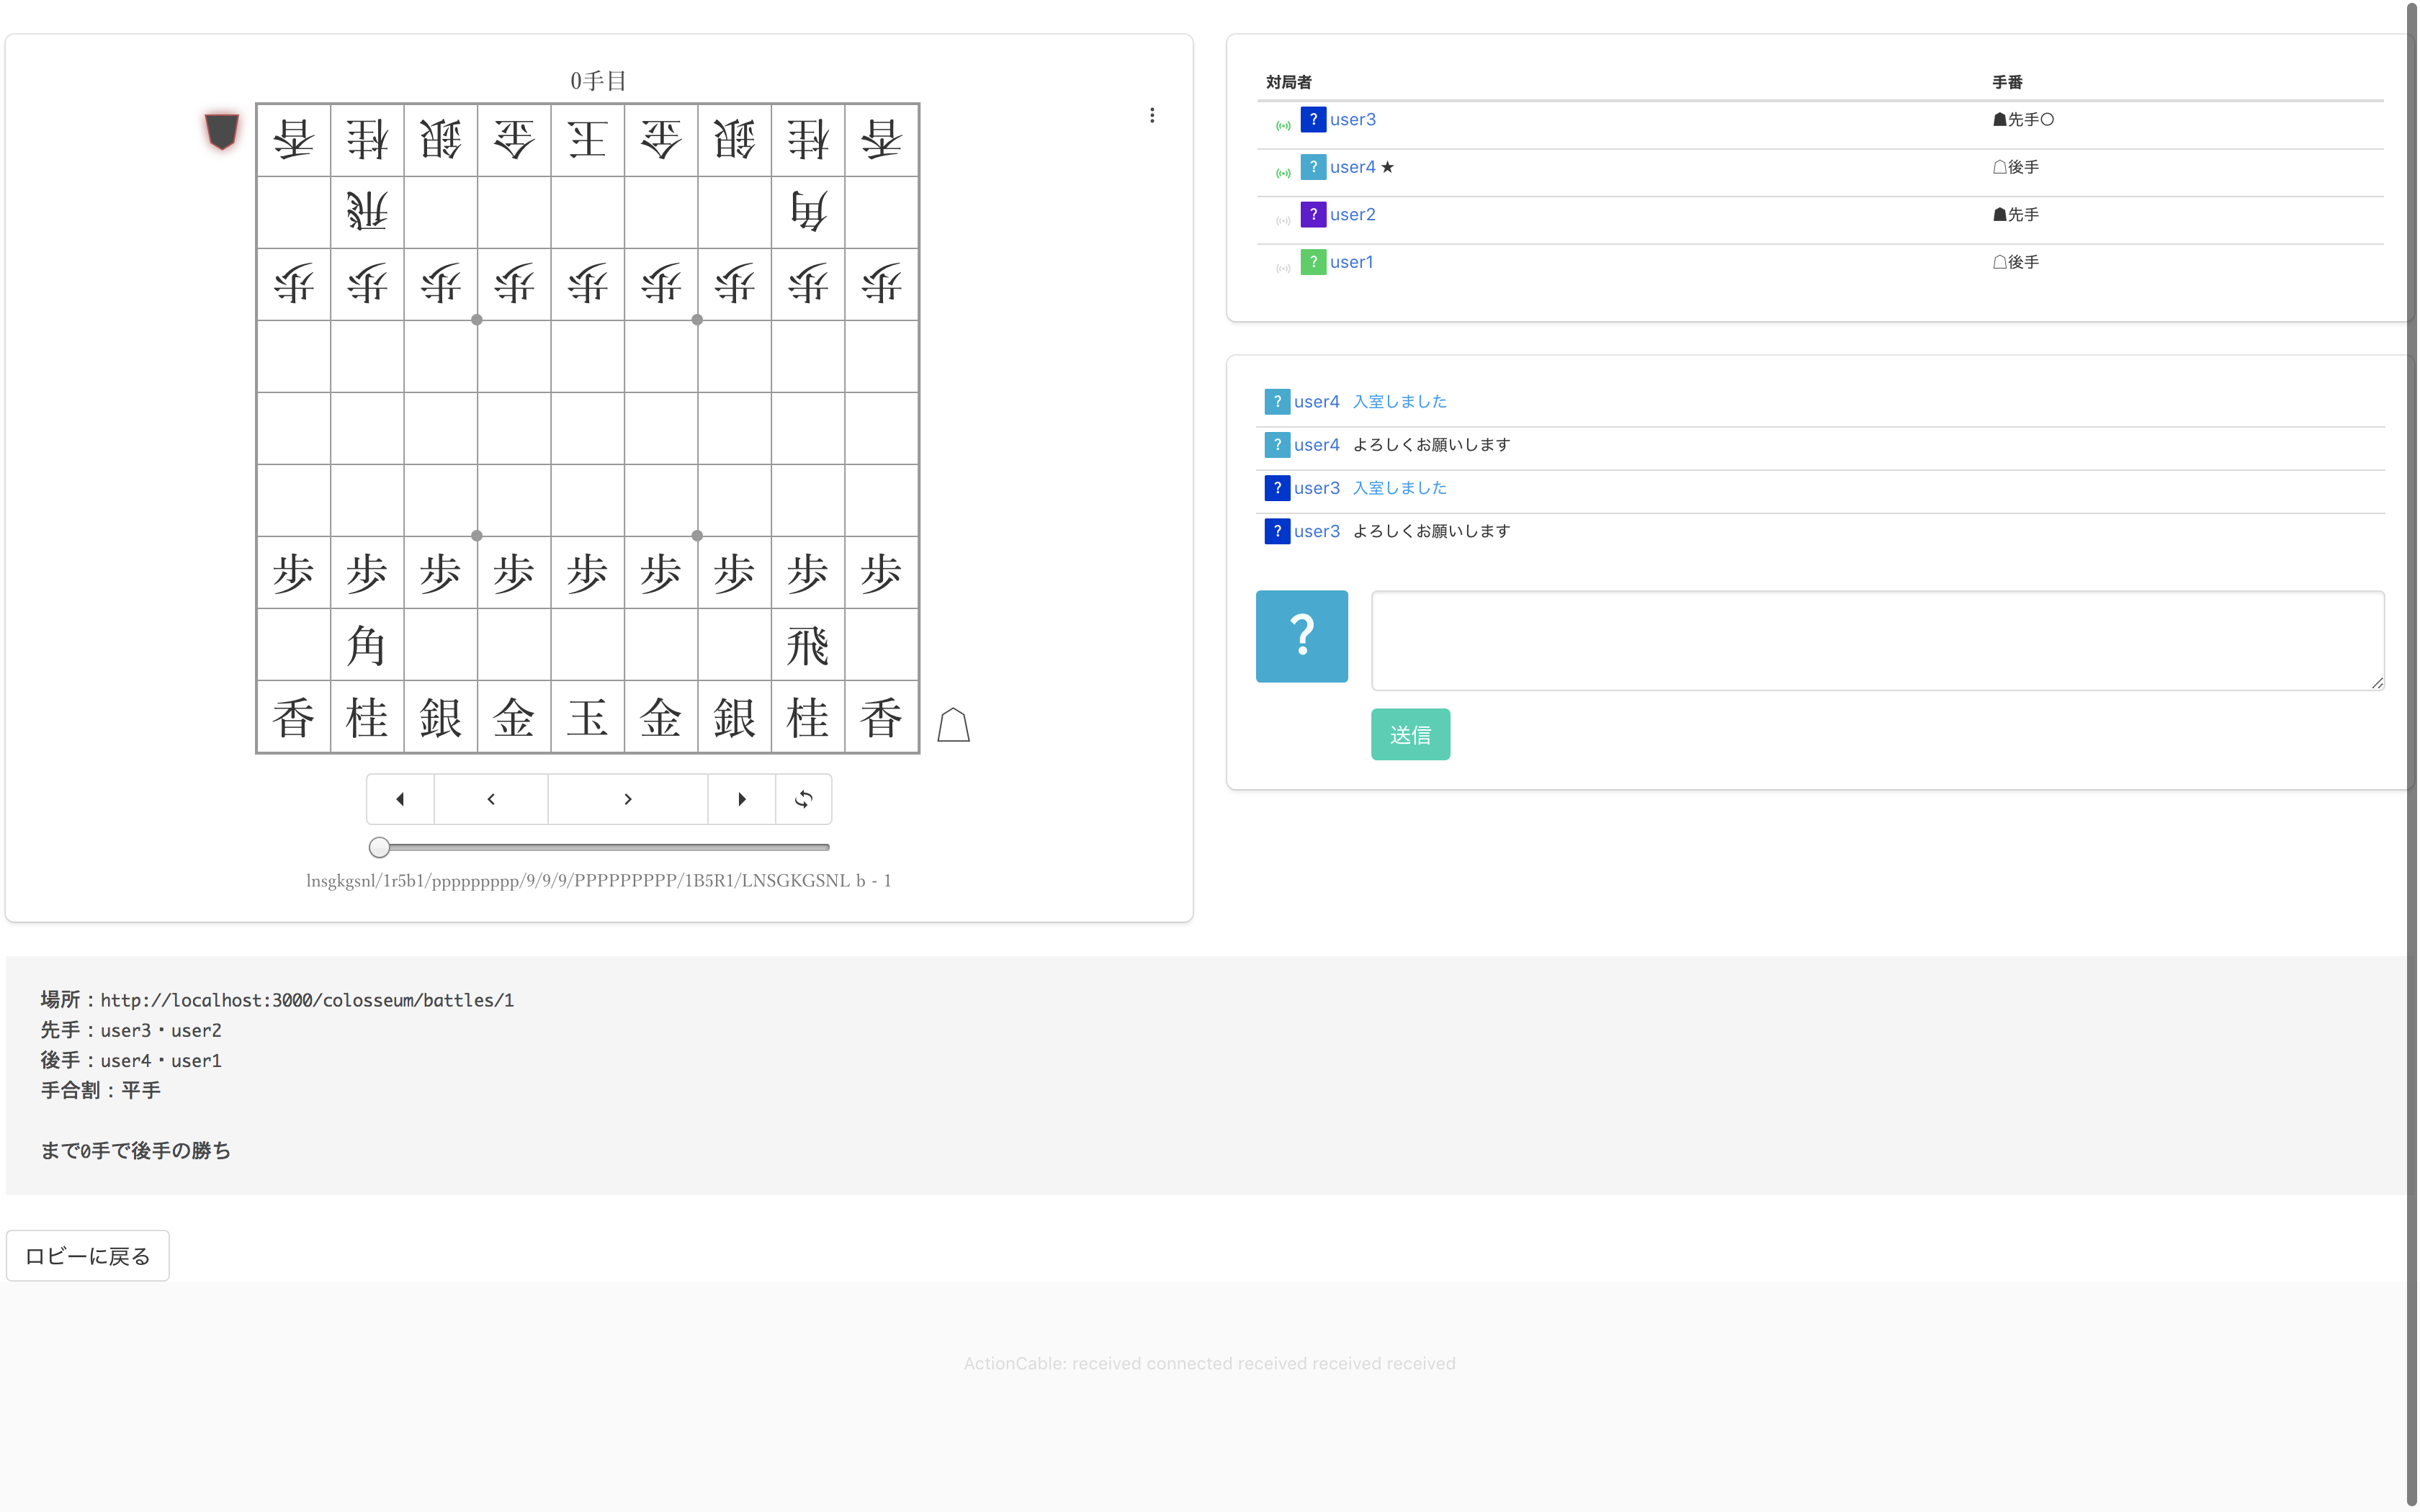 0手目
香桂銀金王金銀桂香
飛角
歩歩歩歩歩歩歩歩歩
歩歩歩歩歩歩歩歩歩
角飛
香桂銀金玉金銀桂香
lnsgkgsnl/1r5b1/ppppppppp/9/9/9/PPPPPPPPP/1B5R1/LNSGKGSNL b - 1
対局者 手番
? user3 ☗先手○
? user4 ★ ☖後手
? user2 ☗先手
? user1 ☖後手
? user4 入室しました
? user4 よろしくお願いします
? user3 入室しました
? user3 よろしくお願いします
?
送信
場所：http://localhost:3000/colosseum/battles/1
先手：user3・user2
後手：user4・user1
手合割：平手
まで0手で後手の勝ち
ロビーに戻る
ActionCable: received connected received received received